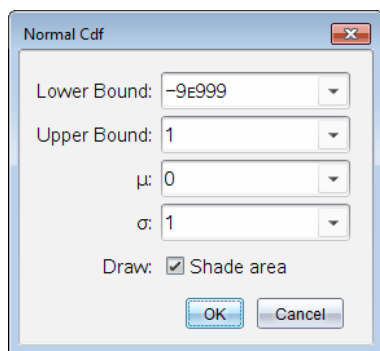 Normal Cdf
Lower Bound: -9E999
Upper Bound: 1
μ: 0
σ: 1
Draw: Shade area
OK Cancel